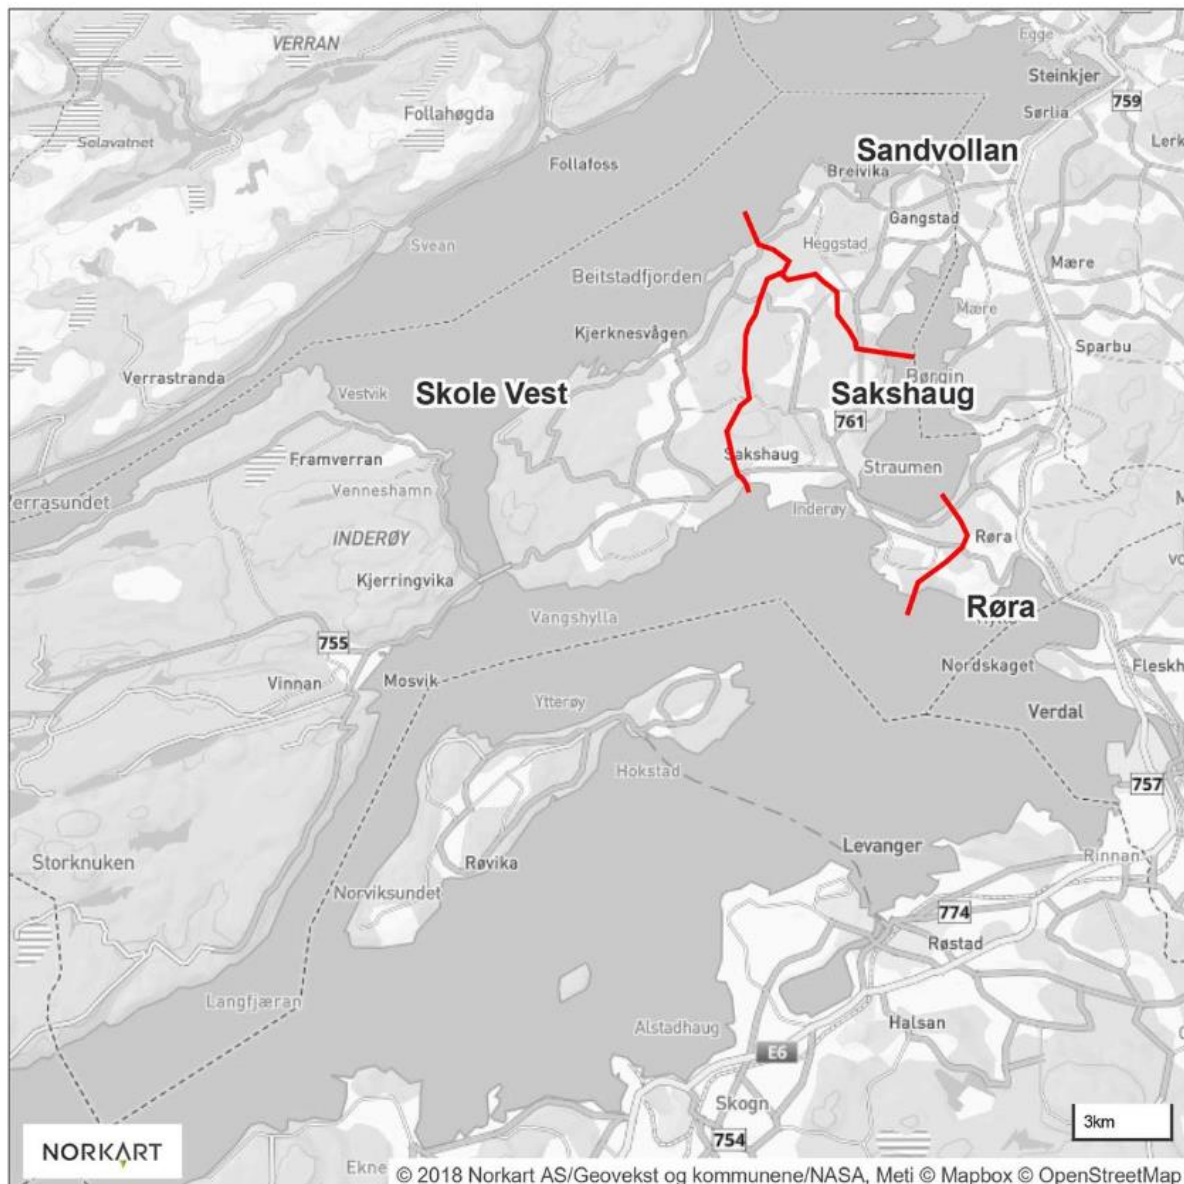 VERRAN
Egge
Steinkjer
759
Follahøgda
Sørlia
Solavatnet
Sandvollan
Lerk
Follafoss
Breivika
Gangstad
Svean
Heggstad
Mære
Beitstadfjorden
Mære
Kjerknesvågen
Sparbu
Verrastranda
Børgin
Vestvik
Skole Vest
Sakshaug
761
Framverran
Sakshaug
Straumen
Venneshamn
errasundet
Inderøy
INDERØY
Røra
Kjerringvika
Røra
Vangshylla
755
Nordskaget
Fleskh
Vinnan
Mosvik
Ytterøy
Verdal
Hokstad
757
Storknuken
Røvika
Levanger
Rinnan
Norviksundet
774
Røstad
Langfjæran
Halsan
Alstadhaug
E6
Skogn
754
3km
NORKART
Ekne
© 2018 Norkart AS/Geovekst og kommunene/NASA, Meti © Mapbox © OpenStreetMap